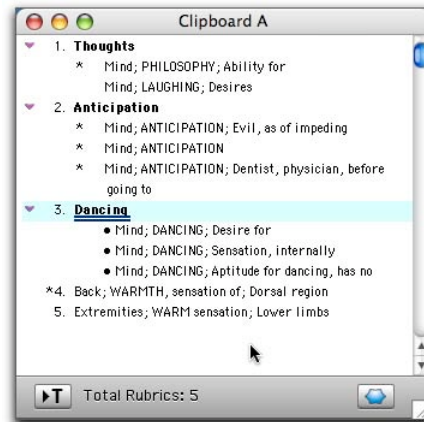 Clipboard A
1. Thoughts
* Mind; PHILOSOPHY; Ability for
Mind; LAUGHING; Desires
2. Anticipation
* Mind; ANTICIPATION; Evil, as of impeding
* Mind; ANTICIPATION
* Mind; ANTICIPATION; Dentist, physician, before
going to
3. Dancing
• Mind; DANCING; Desire for
• Mind; DANCING; Sensation, internally
• Mind; DANCING; Aptitude for dancing, has no
*4. Back; WARMTH, sensation of; Dorsal region
5. Extremities; WARM sensation; Lower limbs
T Total Rubrics: 5